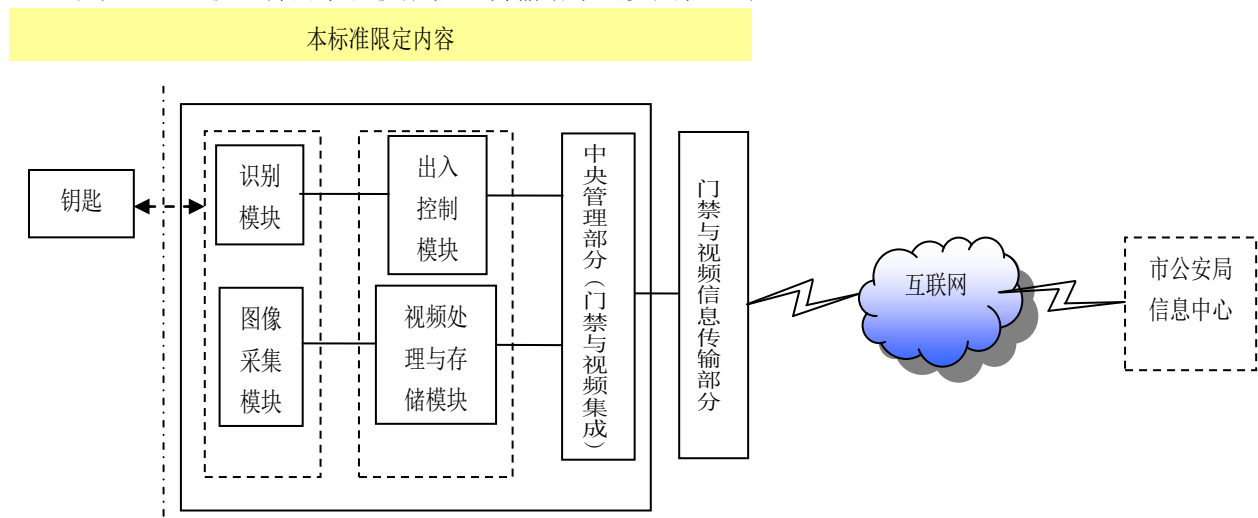 本标准限定内容
钥匙
识别
模块
出入
控制
模块
图像
采集
模块
视频处
理与存
储模块
中央管理部分（门禁与视频集成）
门禁与视频信息传输部分
互联网
市公安局
信息中心